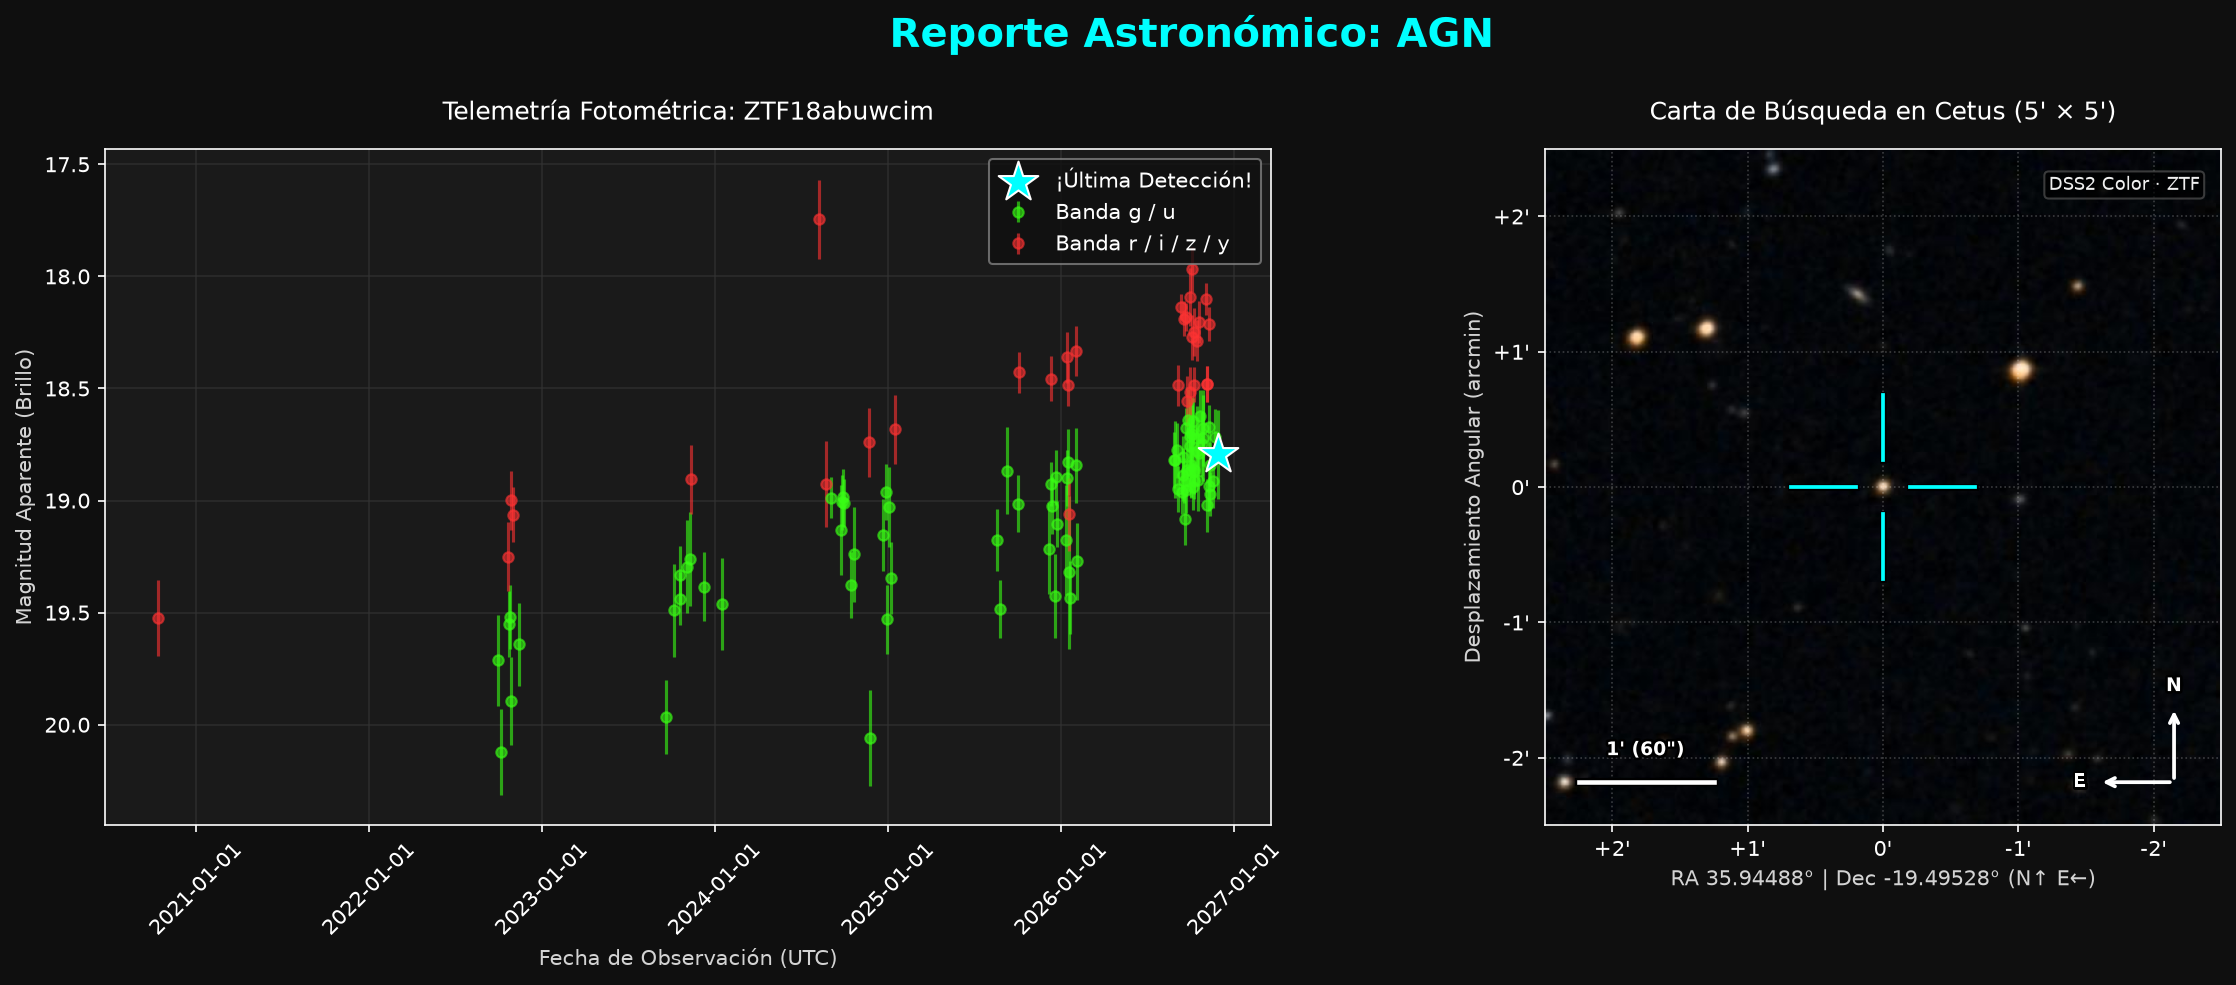 Reporte Astronómico: AGN
Telemetría Fotométrica: ZTF18abuwcim
Magnitud Aparente (Brillo)
17.5
18.0
18.5
19.0
19.5
20.0
¡Última Detección!
Banda g / u
Banda r / i / z / y
2021-01-01
2022-01-01
2023-01-01
2024-01-01
2025-01-01
2026-01-01
2027-01-01
Fecha de Observación (UTC)
Carta de Búsqueda en Cetus (5' × 5')
Desplazamiento Angular (arcmin)
+2'
+1'
0'
-1'
-2'
DSS2 Color · ZTF
N
E
1' (60")
+2'
+1'
0'
-1'
-2'
RA 35.94488° | Dec -19.49528° (N↑ E←)